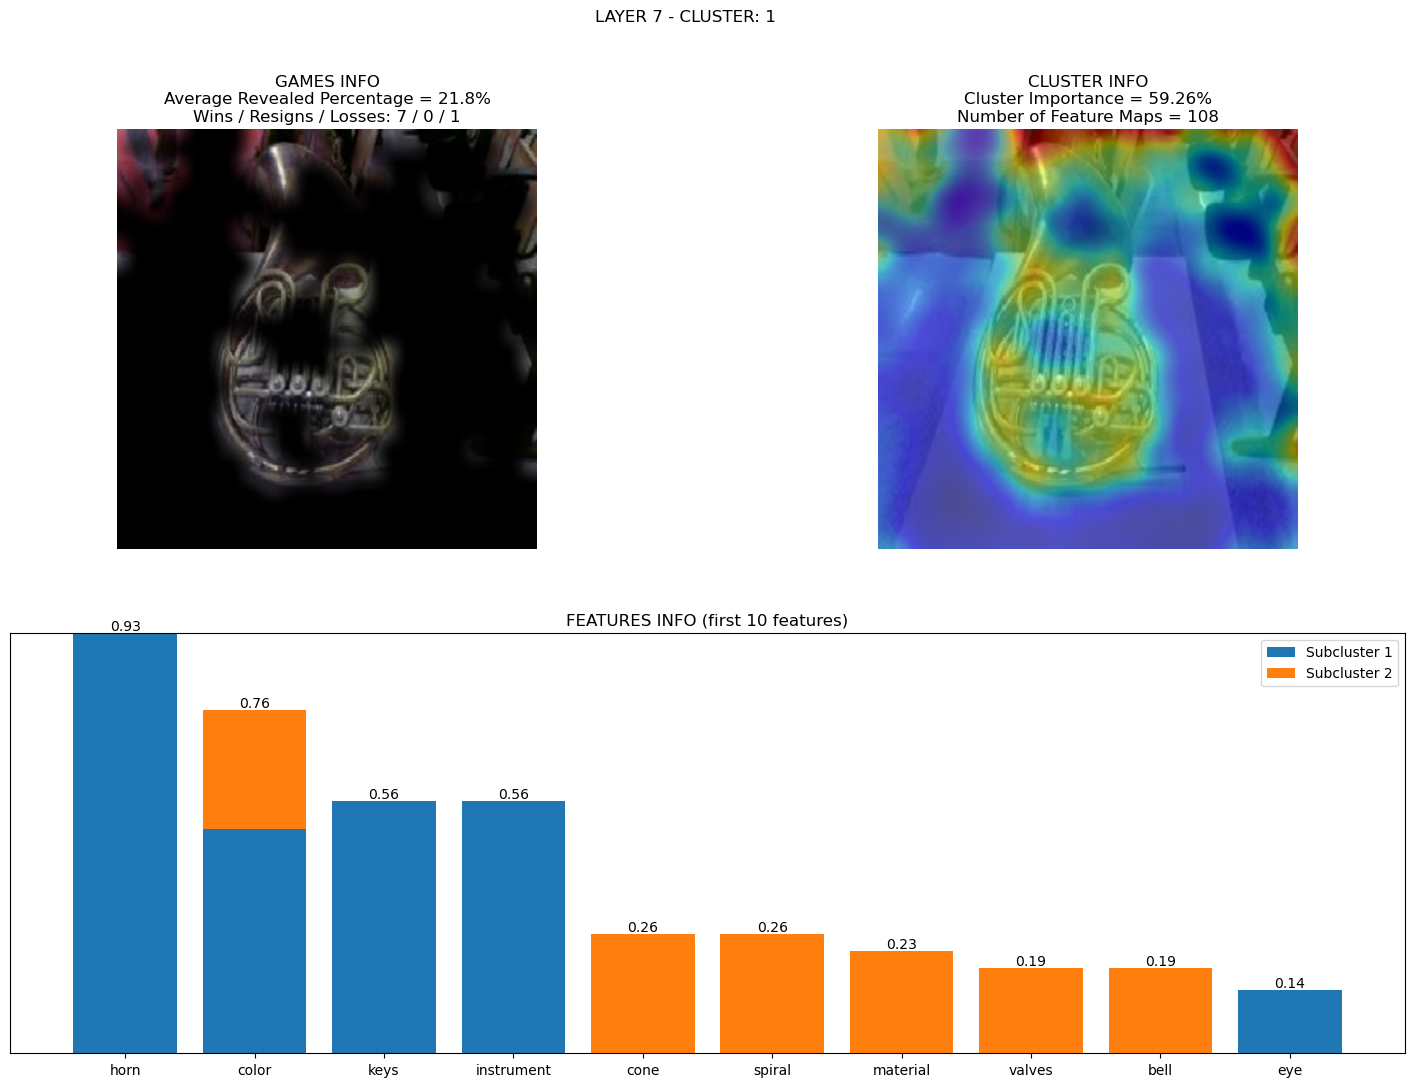 LAYER 7 - CLUSTER: 1
GAMES INFO
Average Revealed Percentage = 21.8%
Wins / Resigns / Losses: 7 / 0 / 1
CLUSTER INFO
Cluster Importance = 59.26%
Number of Feature Maps = 108
FEATURES INFO (first 10 features)
Subcluster 1
Subcluster 2
0.93
0.76
0.56
0.56
0.26
0.26
0.23
0.19
0.19
0.14
horn
color
keys
instrument
cone
spiral
material
valves
bell
eye